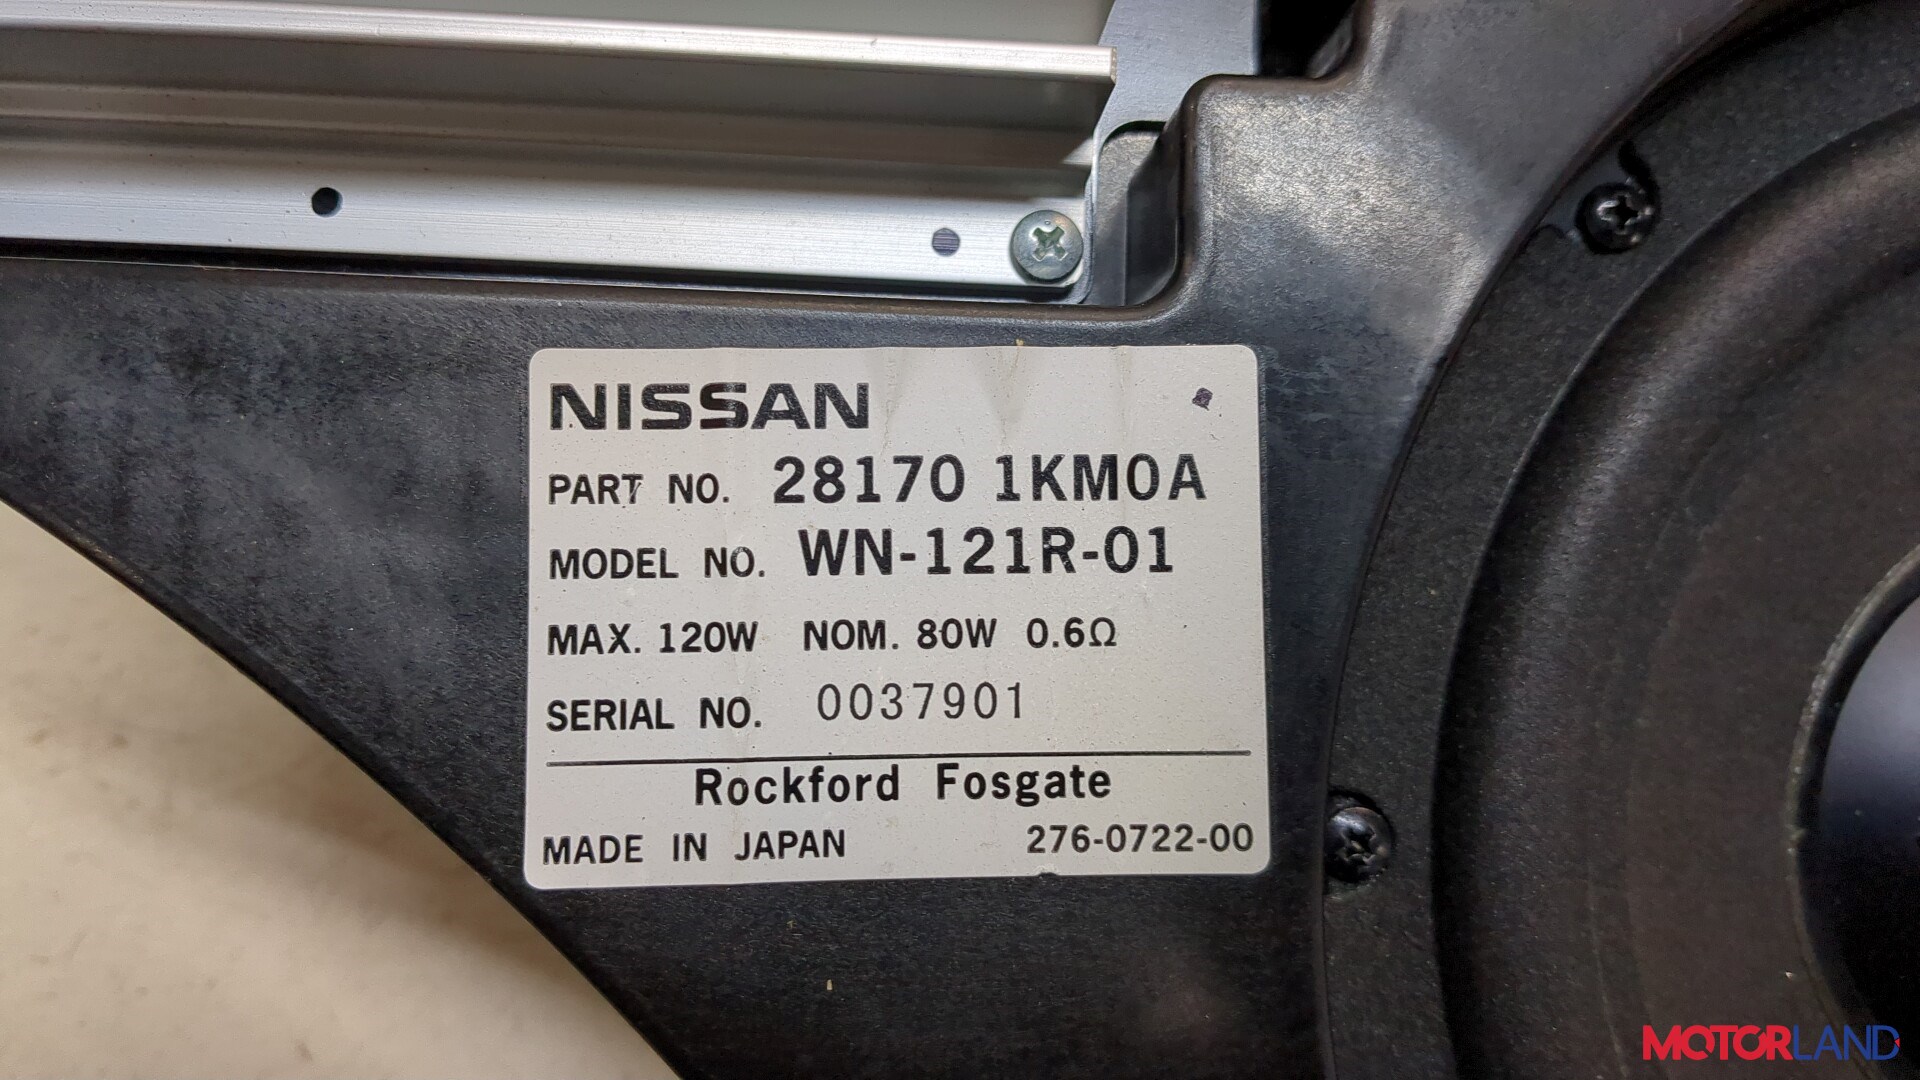 NISSAN
PART NO. 28170 1KM0A
MODEL NO. WN-121R-01
MAX. 120W NOM. 80W 0.6Ω
SERIAL NO. 0037901
Rockford Fosgate
MADE IN JAPAN 276-0722-00
MOTORLAND